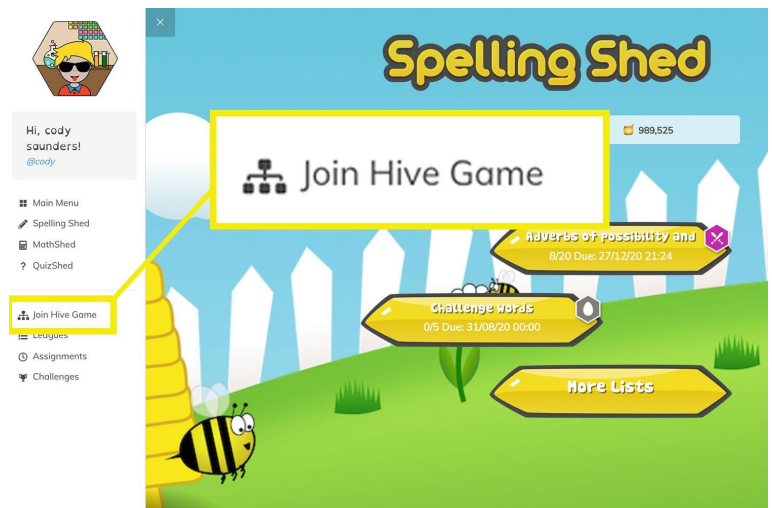 Hi, cody
saunders!
@cody
Main Menu
Spelling Shed
MathShed
? QuizShed
Join Hive Game
Leagues
Assignments
Challenges
×
Spelling Shed
989,525
Join Hive Game
Adverbs of possibility and
8/20 Due: 27/12/20 21:24
Challenge words
0/5 Due: 31/08/20 00:00
More Lists